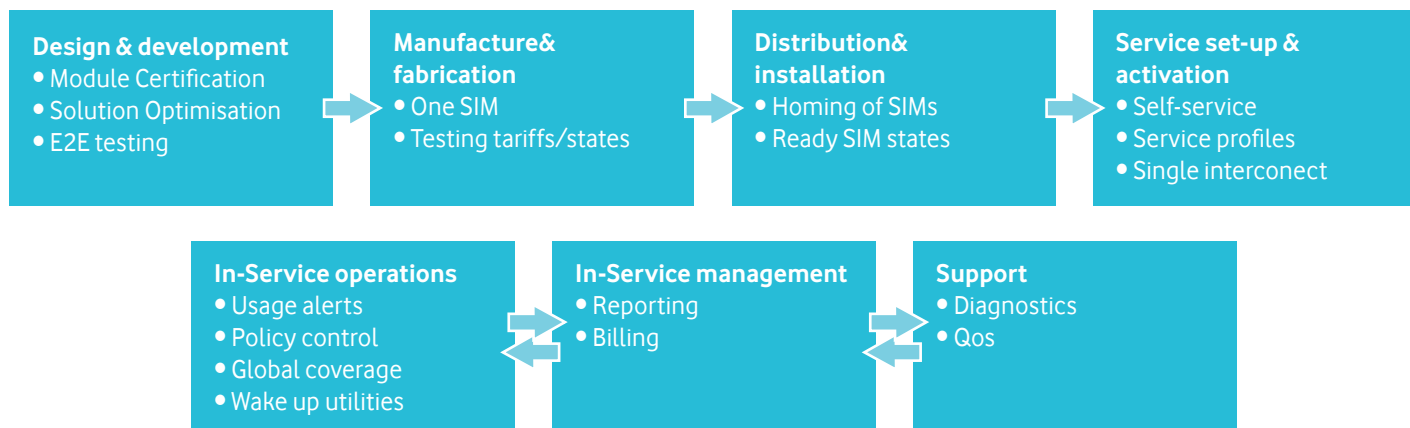 Design & development
• Module Certification
• Solution Optimisation
• E2E testing
Manufacture&
fabrication
• One SIM
• Testing tariffs/states
Distribution&
installation
• Homing of SIMs
• Ready SIM states
Service set-up &
activation
• Self-service
• Service profiles
• Single interconect
In-Service operations
• Usage alerts
• Policy control
• Global coverage
• Wake up utilities
In-Service management
• Reporting
• Billing
Support
• Diagnostics
• Qos